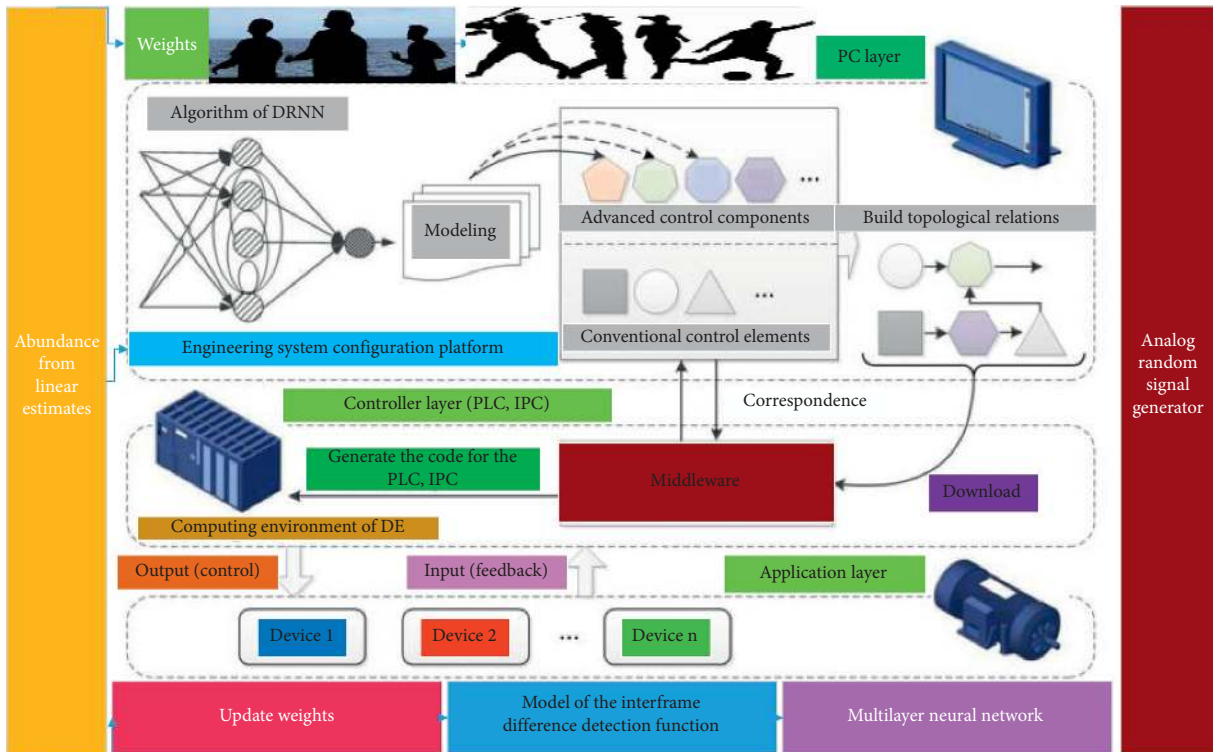 Weights
PC layer
Algorithm of DRNN
Modeling
...
Advanced control components
Build topological relations
...
Conventional control elements
Engineering system configuration platform
Abundance
from
linear
estimates
Analog
random
signal
generator
Controller layer (PLC, IPC)
Correspondence
Generate the code for the
PLC, IPC
Middleware
Download
Computing environment of DE
Output (control)
Input (feedback)
Application layer
Device 1
Device 2
...
Device n
Update weights
Model of the interframe
difference detection function
Multilayer neural network